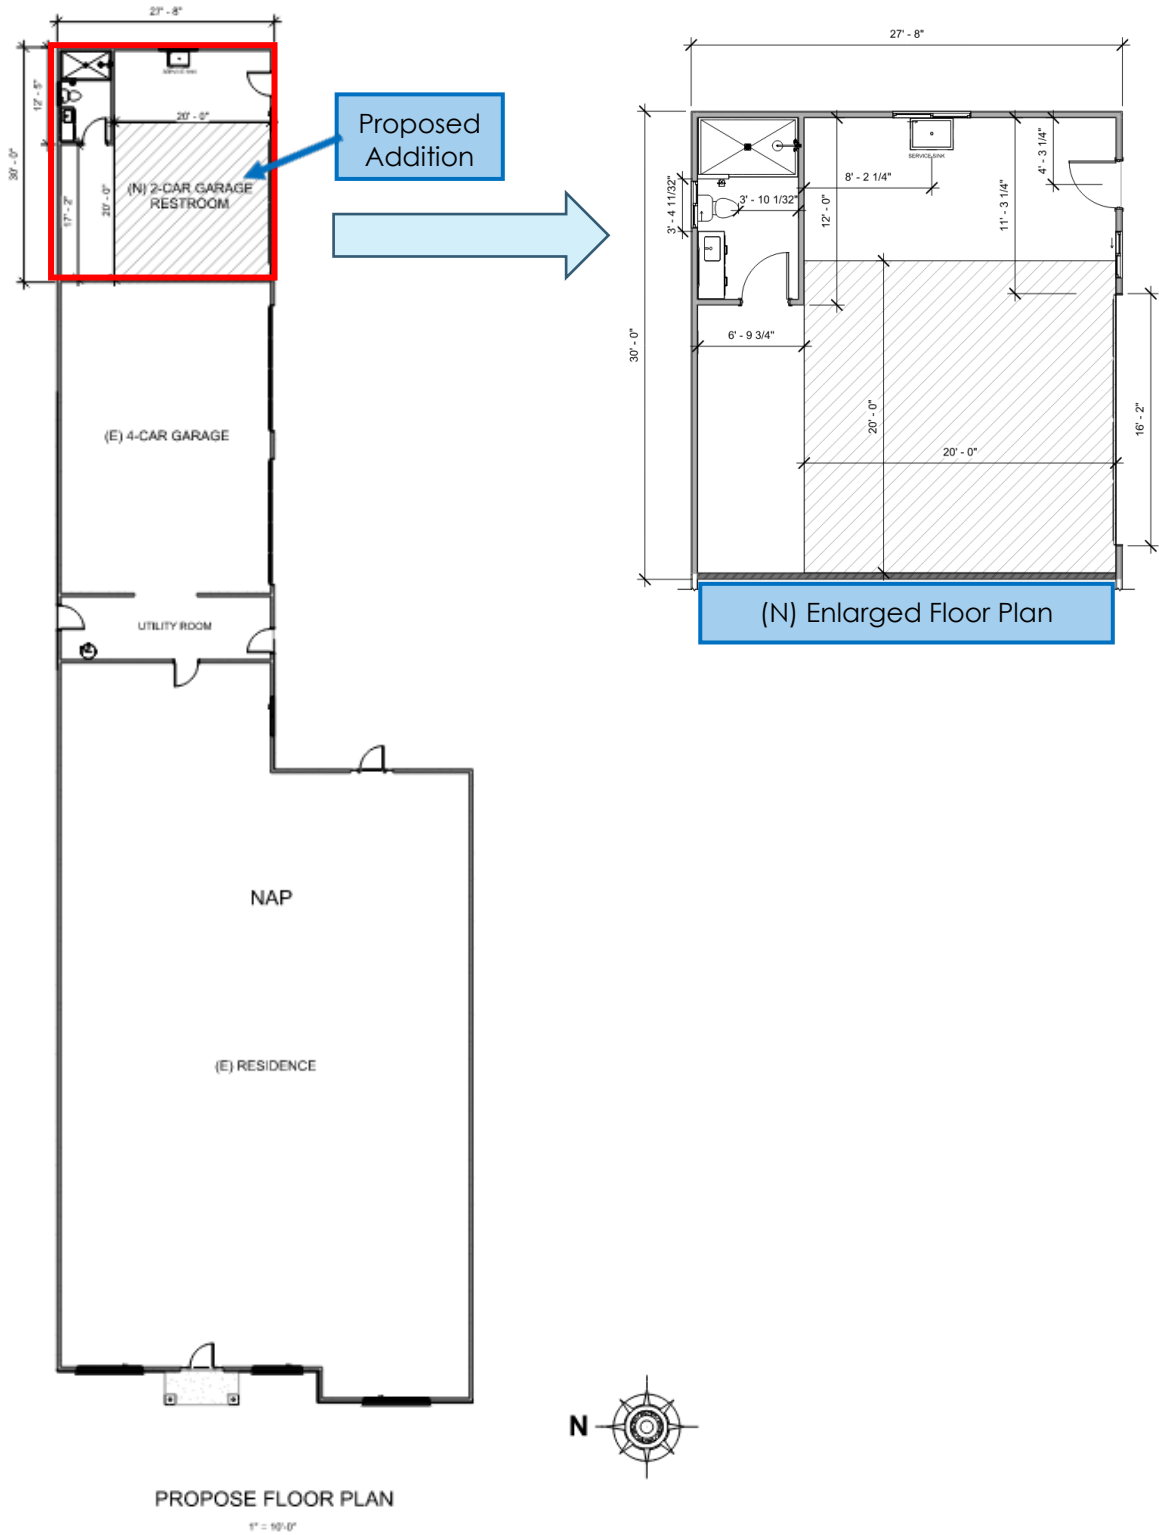 27' - 8"
27' - 8"
12' - 5"
30' - 0"
SERVICE SINK
20' - 0"
Proposed
Addition
(N) 2-CAR GARAGE
RESTROOM
17' - 2"
20' - 0"
SERVICE SINK
4' - 3 1/4"
8' - 2 1/4"
3' - 4 11/32"
3' - 10 1/32"
12' - 0"
11' - 3 1/4"
6' - 9 3/4"
30' - 0"
20' - 0"
16' - 2"
20' - 0"
(E) 4-CAR GARAGE
(N) Enlarged Floor Plan
UTILITY ROOM
NAP
(E) RESIDENCE
N
PROPOSE FLOOR PLAN
1" = 10'-0"